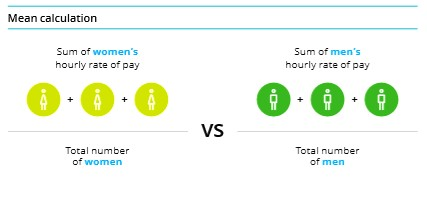 Mean calculation
Sum of women's
hourly rate of pay
+ +
Total number
of women
VS
Sum of men's
hourly rate of pay
+ +
Total number
of men